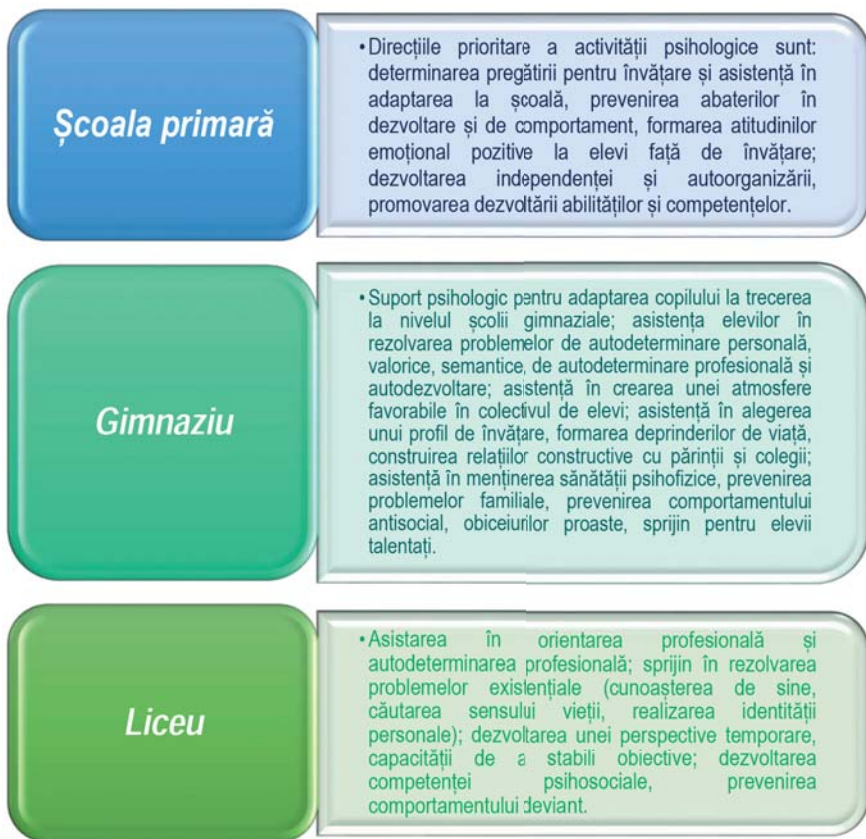 Școala primară
•Direcțiile prioritare a activității psihologice sunt:
determinarea pregătirii pentru învățare și asistență în
adaptarea la școală, prevenirea abaterilor în
dezvoltare și de comportament, formarea atitudinilor
emoțional pozitive la elevi față de învățare;
dezvoltarea independenței și autoorganizării,
promovarea dezvoltării abilităților și competențelor.
Gimnaziu
•Suport psihologic pentru adaptarea copilului la trecerea
la nivelul școlii gimnaziale; asistența elevilor în
rezolvarea problemelor de autodeterminare personală,
valorice, semantice, de autodeterminare profesională și
autodezvoltare; asistență în crearea unei atmosfere
favorabile în colectivul de elevi; asistență în alegerea
unui profil de învățare, formarea deprinderilor de viață,
construirea relațiilor constructive cu părinții și colegii;
asistență în menținerea sănătății psihofizice, prevenirea
problemelor familiale, prevenirea comportamentului
antisocial, obiceiurilor proaste, sprijin pentru elevii
talentați.
Liceu
•Asistarea în orientarea profesională și
autodeterminarea profesională; sprijin în rezolvarea
problemelor existențiale (cunoașterea de sine,
căutarea sensului vieții, realizarea identității
personale); dezvoltarea unei perspective temporare,
capacității de a stabili obiective; dezvoltarea
competenței psihosociale, prevenirea
comportamentului deviant.